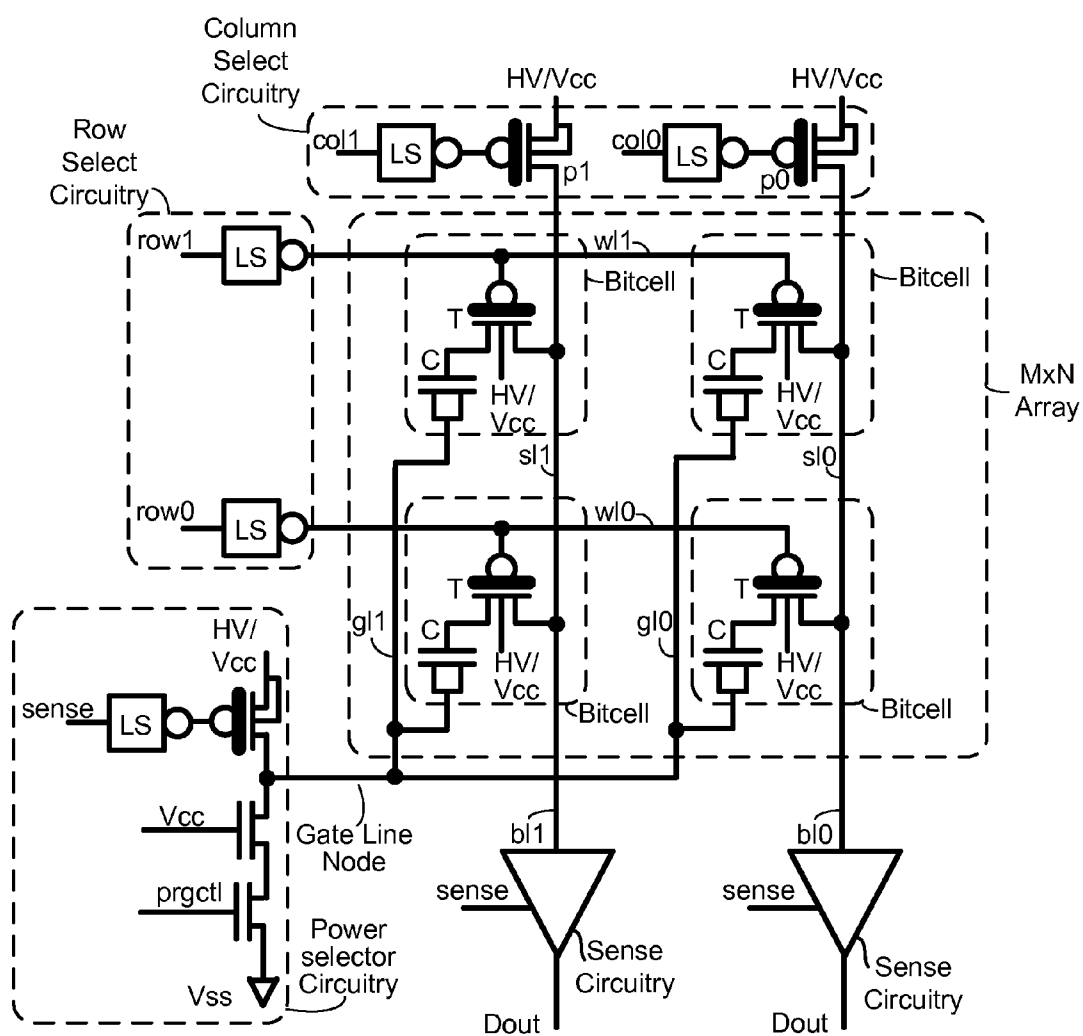 Column
Select
Circuitry
HV/Vcc
HV/Vcc
Row
Select
Circuitry
col1
LS
p1
col0
LS
p0
row1
LS
wl1
Bitcell
Bitcell
T
T
C
C
HV/
Vcc
HV/
Vcc
MxN
Array
sl1
sl0
row0
LS
wl0
T
T
gl1
C
gl0
C
HV/
Vcc
HV/
Vcc
Bitcell
Bitcell
HV/
Vcc
sense
LS
Vcc
Gate Line
Node
bl1
bl0
prgctl
sense
sense
Power
selector
Circuitry
Sense
Circuitry
Sense
Circuitry
Vss
Dout
Dout